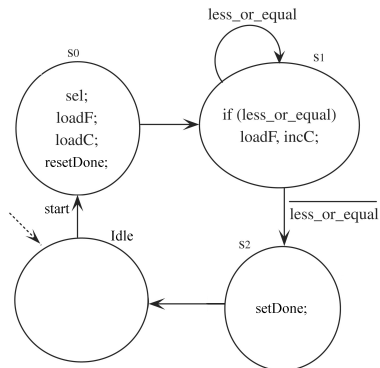 less_or_equal
s0
s1
sel;
loadF;
loadC;
resetDone;
if (less_or_equal)
loadF, incC;
start
less_or_equal
Idle
s2
setDone;